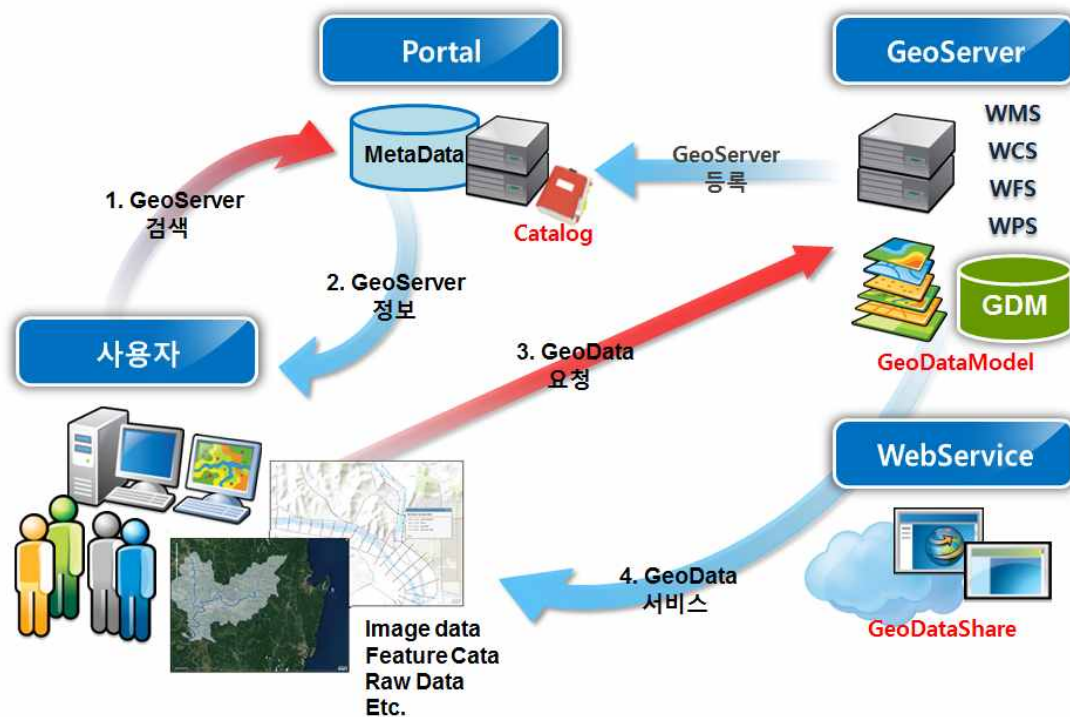 Portal
GeoServer
MetaData
Catalog
GeoServer
등록
WMS
WCS
WFS
WPS
GDM
GeoDataModel
1. GeoServer
검색
2. GeoServer
정보
사용자
3. GeoData
요청
WebService
GeoDataShare
4. GeoData
서비스
Image data
Feature Cata
Raw Data
Etc.